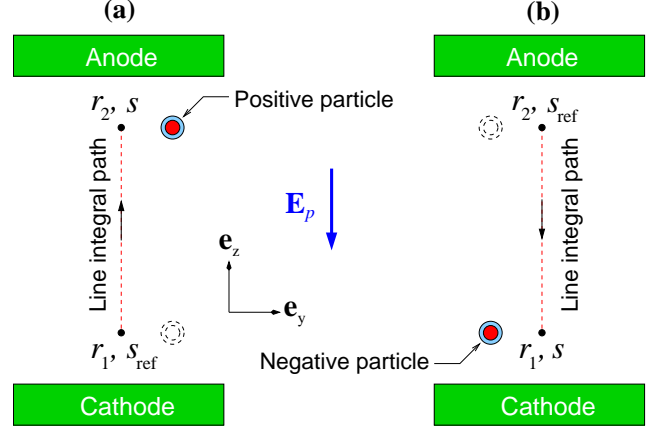 (a)
(b)
Anode
Anode
r2, s
Positive particle
r2, sref
Line integral path
Ep
Line integral path
ez
ey
r1, sref
Negative particle
r1, s
Cathode
Cathode